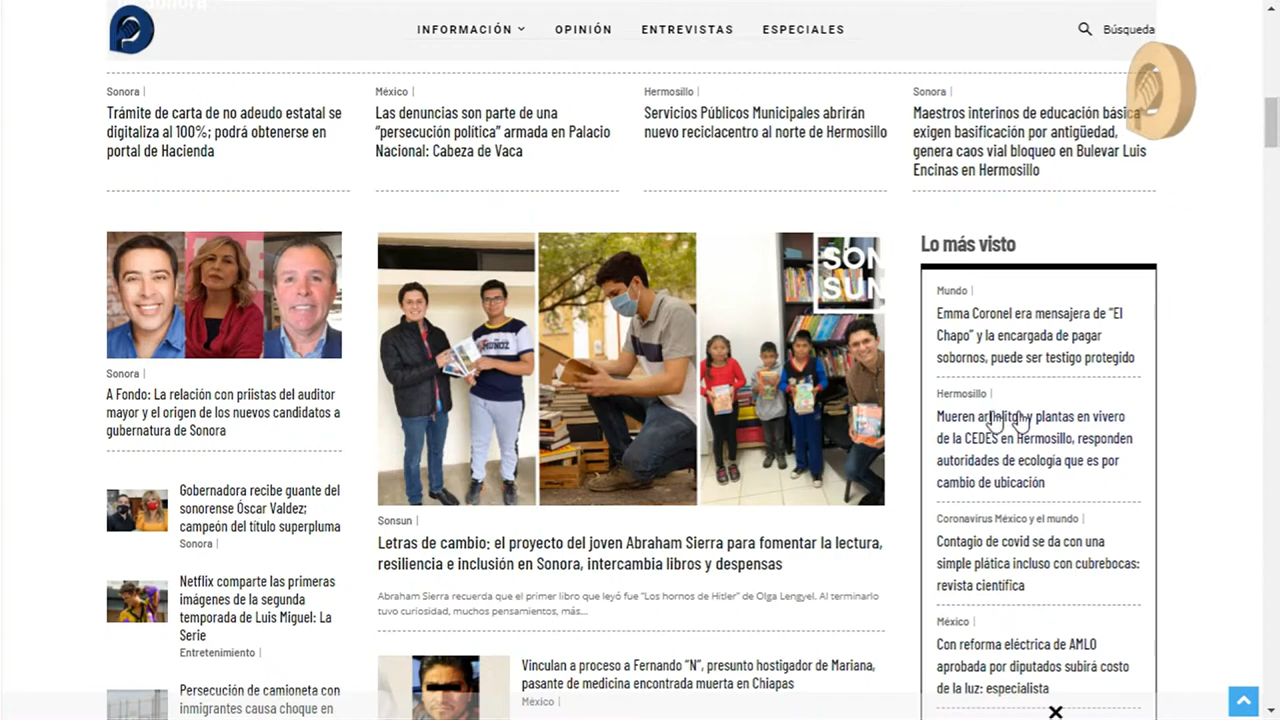 INFORMACIÓN
OPINIÓN
ENTREVISTAS
ESPECIALES
Búsqueda
Sonora |
Trámite de carta de no adeudo estatal se
digitaliza al 100%; podrá obtenerse en
portal de Hacienda
México |
Las denuncias son parte de una
“persecución política” armada en Palacio
Nacional: Cabeza de Vaca
Hermosillo |
Servicios Públicos Municipales abrirán
nuevo reciclacentro al norte de Hermosillo
Sonora |
Maestros interinos de educación básica
exigen basificación por antigüedad,
genera caos vial bloqueo en Bulevar Luis
Encinas en Hermosillo
Sonora |
A Fondo: La relación con priistas del auditor
mayor y el origen de los nuevos candidatos a
gubernatura de Sonora
Gobernadora recibe guante del
sonorense Óscar Valdez;
campeón del título superpluma
Sonora |
Netflix comparte las primeras
imágenes de la segunda
temporada de Luis Miguel: La
Serie
Entretenimiento |
Persecución de camioneta con
inmigrantes causa choque en
SON
SUN
Sonsun |
Letras de cambio: el proyecto del joven Abraham Sierra para fomentar la lectura,
resiliencia e inclusión en Sonora, intercambia libros y despensas
Abraham Sierra recuerda que el primer libro que leyó fue “Los hornos de Hitler” de Olga Lengyel. Al terminarlo
tuvo curiosidad, muchos pensamientos, más...
Vinculan a proceso a Fernando “N”, presunto hostigador de Mariana,
pasante de medicina encontrada muerta en Chiapas
México |
Lo más visto
Mundo |
Emma Coronel era mensajera de “El
Chapo” y la encargada de pagar
sobornos, puede ser testigo protegido
Hermosillo |
Mueren arbolitos y plantas en vivero
de la CEDES en Hermosillo, responden
autoridades de ecología que es por
cambio de ubicación
Coronavirus México y el mundo |
Contagio de covid se da con una
simple plática incluso con cubrebocas:
revista científica
México |
Con reforma eléctrica de AMLO
aprobada por diputados subirá costo
de la luz: especialista